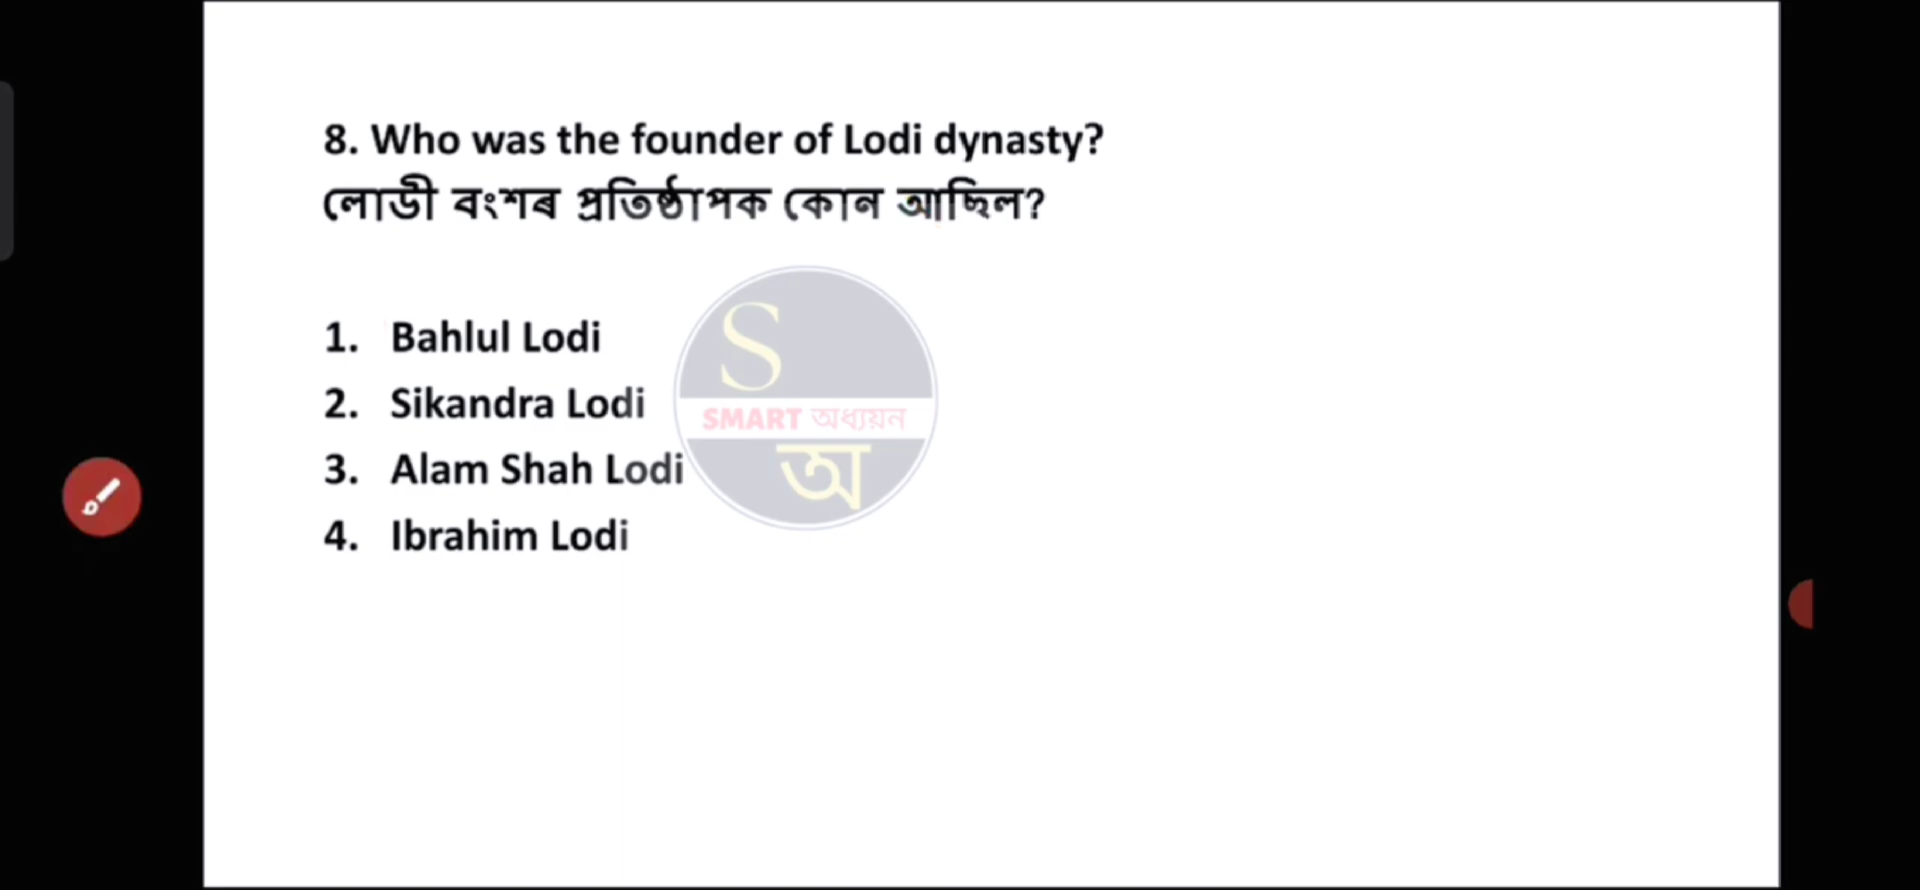 8. Who was the founder of Lodi dynasty?
লোডী বংশৰ প্ৰতিষ্ঠাপক কোন আছিল?
1. Bahlul Lodi
2. Sikandra Lodi
3. Alam Shah Lodi
4. Ibrahim Lodi
S
SMART অধ্যয়ন
অ